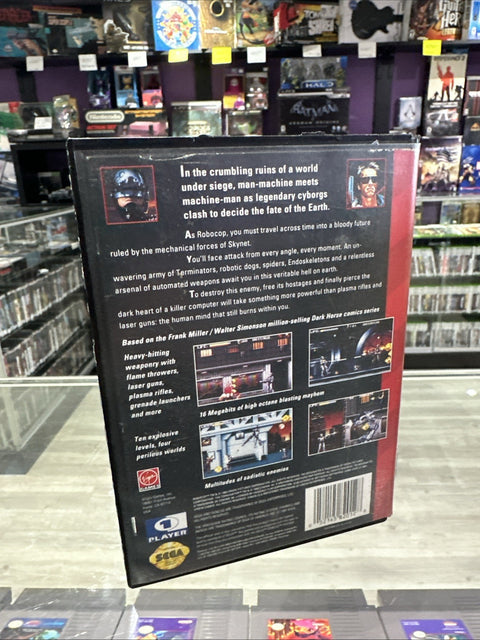 In the crumbling ruins of a world
under siege, man-machine meets
machine-man as legendary cyborgs
clash to decide the fate of the Earth.
As Robocop, you must travel across time into a bloody future
ruled by the mechanical forces of Skynet.
You'll face attack from every angle, every moment. An un-
wavering army of Terminators, robotic dogs, spiders, Endoskeletons and a relentless
arsenal of automated weapons await you in this veritable hell on earth.
To destroy this enemy, free its hostages and finally pierce the
dark heart of a killer computer will take something more powerful than plasma rifles and
laser guns: the human mind that still burns within you.
Based on the Frank Miller / Walter Simonson million-selling Dark Horse comics series
Heavy-hitting
weaponry with
flame throwers,
laser guns,
plasma rifles,
grenade launchers
and more
16 Megabits of high octane blasting mayhem
Ten explosive
levels, four
perilous worlds
Multitudes of sadistic enemies
Virgin
GAMES
1
PLAYER
SEGA
Nintendo
HALO
BATMAN